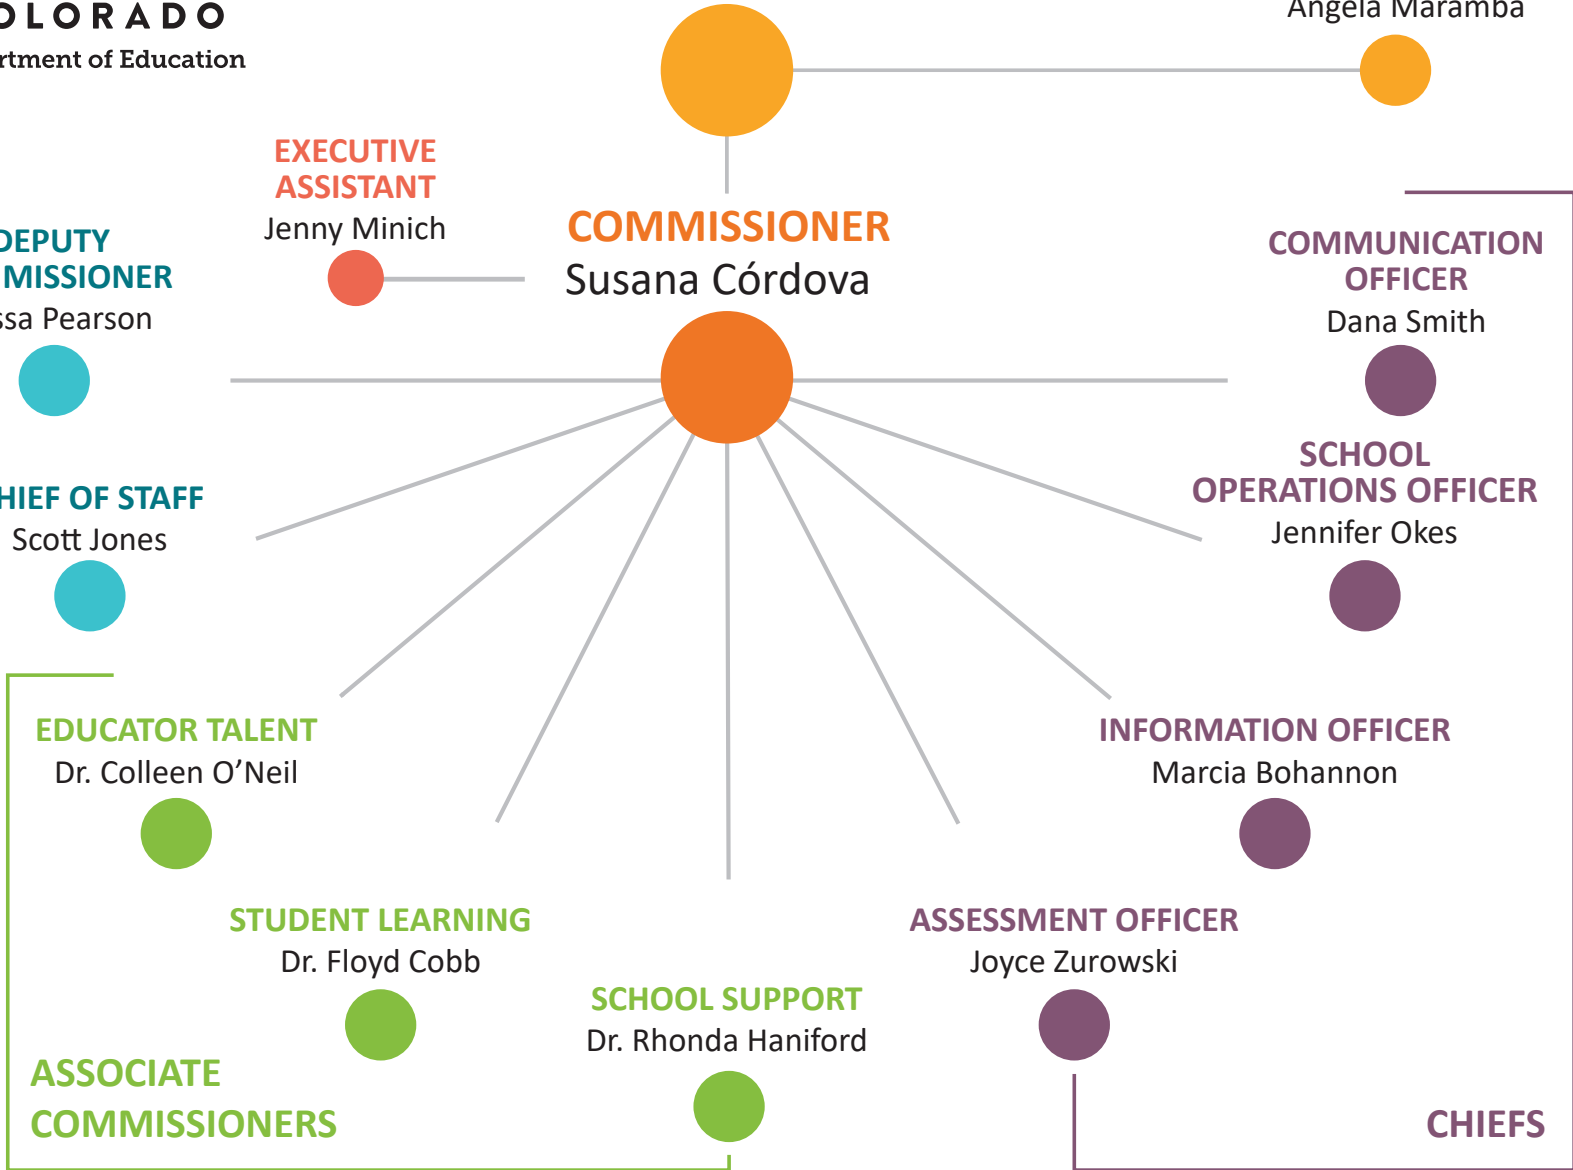 OLORADO
rtment of Education
Angela Maramba
EXECUTIVE
ASSISTANT
Jenny Minich
COMMISSIONER
Susana Córdova
DEPUTY
MISSIONER
ssa Pearson
COMMUNICATION
OFFICER
Dana Smith
HIEF OF STAFF
Scott Jones
SCHOOL
OPERATIONS OFFICER
Jennifer Okes
EDUCATOR TALENT
Dr. Colleen O’Neil
INFORMATION OFFICER
Marcia Bohannon
STUDENT LEARNING
Dr. Floyd Cobb
ASSESSMENT OFFICER
Joyce Zurowski
SCHOOL SUPPORT
Dr. Rhonda Haniford
ASSOCIATE
COMMISSIONERS
CHIEFS